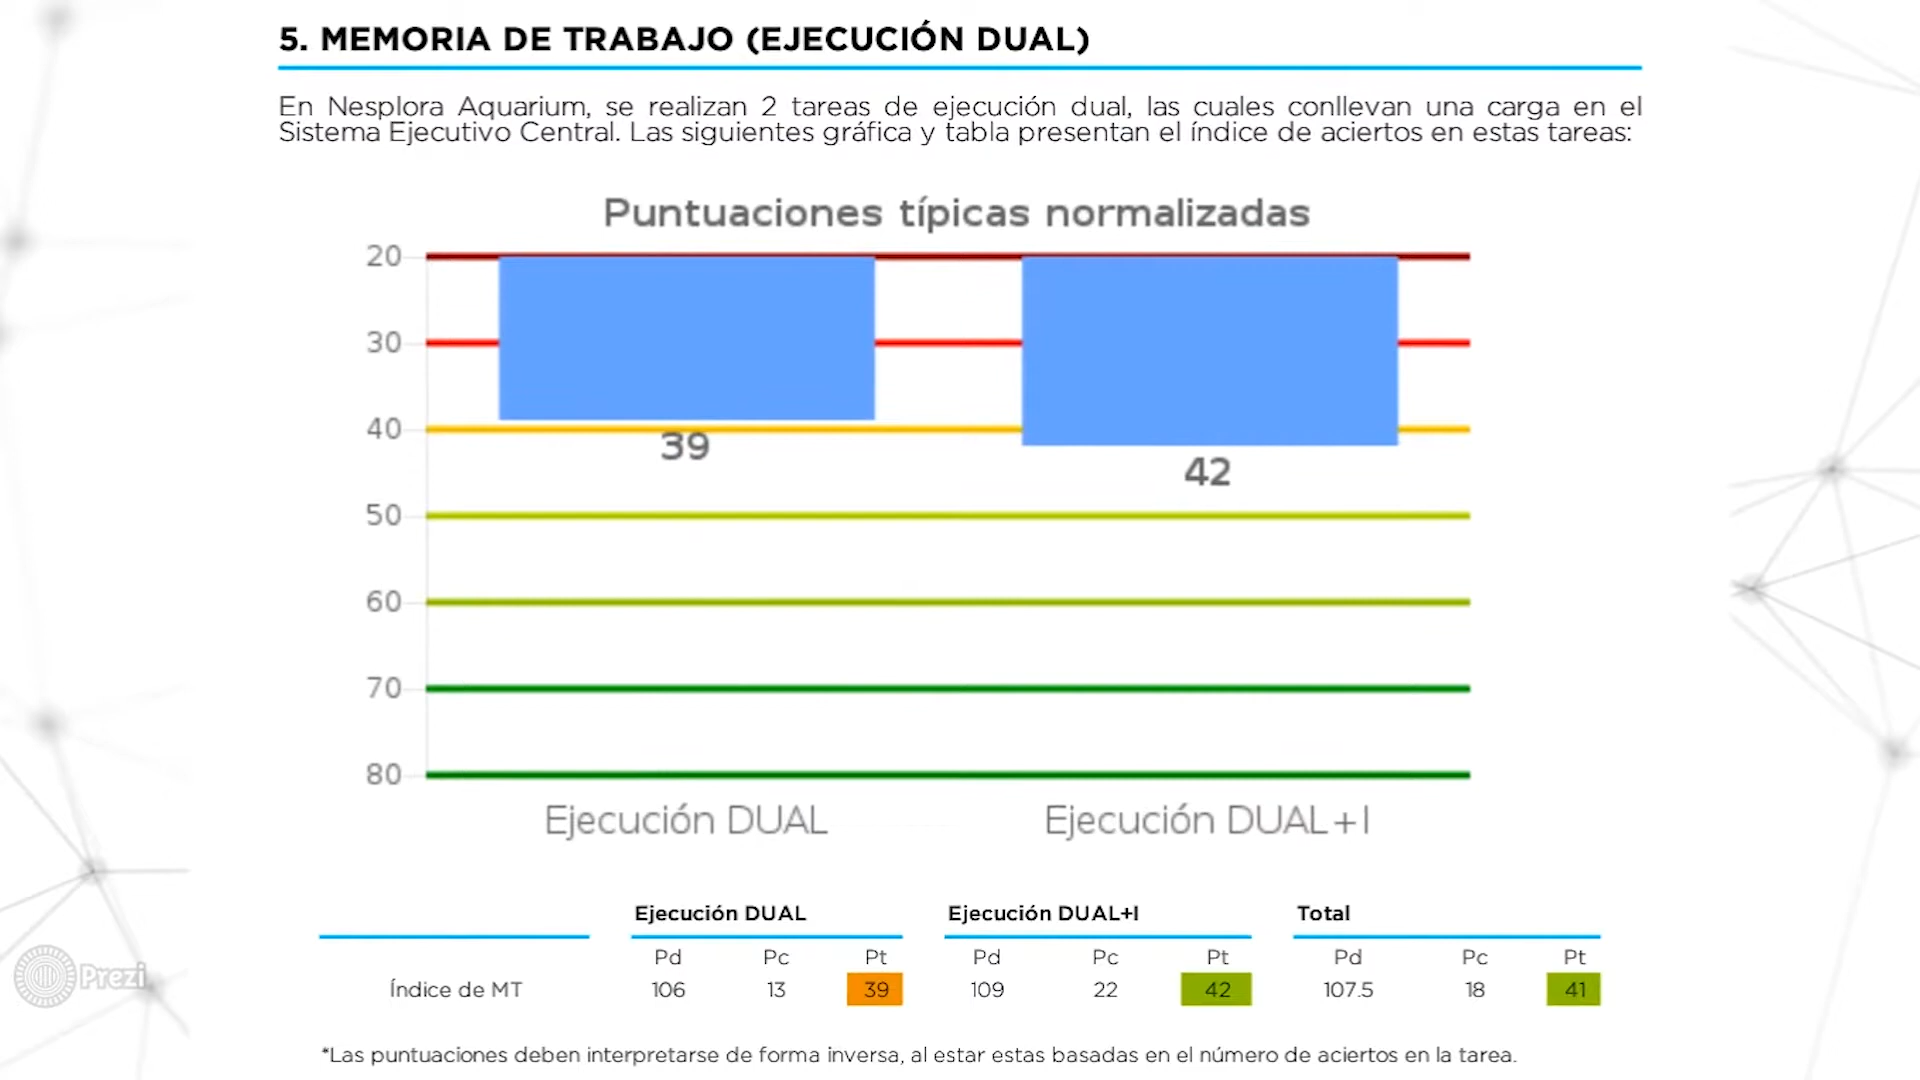 5. MEMORIA DE TRABAJO (EJECUCIÓN DUAL)
En Nesplora Aquarium, se realizan 2 tareas de ejecución dual, las cuales conllevan una carga en el
Sistema Ejecutivo Central. Las siguientes gráfica y tabla presentan el índice de aciertos en estas tareas:
Puntuaciones típicas normalizadas
20
30
40
39
42
50
60
70
80
Ejecución DUAL Ejecución DUAL+I
Ejecución DUAL Ejecución DUAL+I Total
Pd Pc Pt Pd Pc Pt Pd Pc Pt
Índice de MT 106 13 39 109 22 42 107.5 18 41
Prezi
*Las puntuaciones deben interpretarse de forma inversa, al estar estas basadas en el número de aciertos en la tarea.